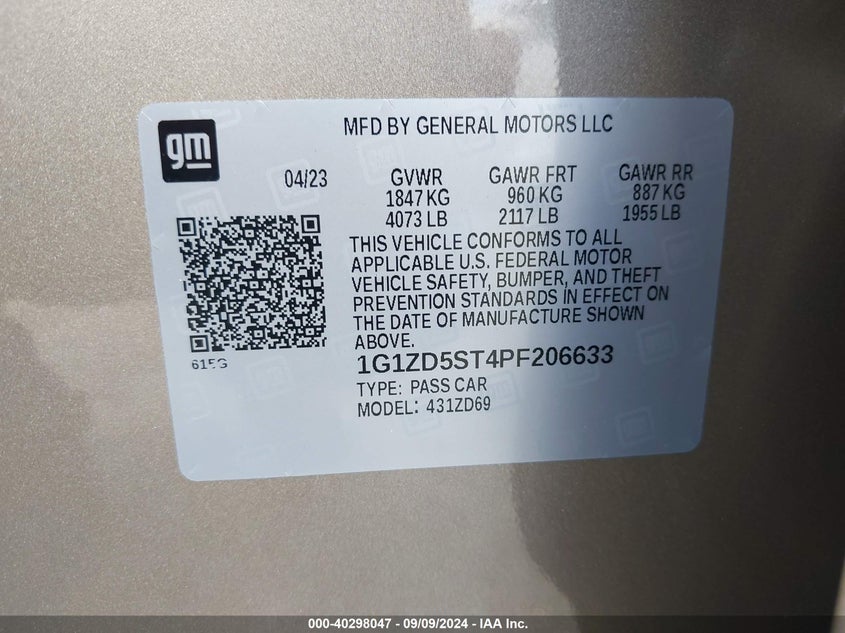 MFD BY GENERAL MOTORS LLC
gm
04/23
GVWR GAWR FRT GAWR RR
1847 KG 960 KG 887 KG
4073 LB 2117 LB 1955 LB
THIS VEHICLE CONFORMS TO ALL
APPLICABLE U.S. FEDERAL MOTOR
VEHICLE SAFETY, BUMPER, AND THEFT
PREVENTION STANDARDS IN EFFECT ON
THE DATE OF MANUFACTURE SHOWN
ABOVE.
1G1ZD5ST4PF206633
TYPE: PASS CAR
MODEL: 431ZD69
000-40298047 - 09/09/2024 - IAA Inc.